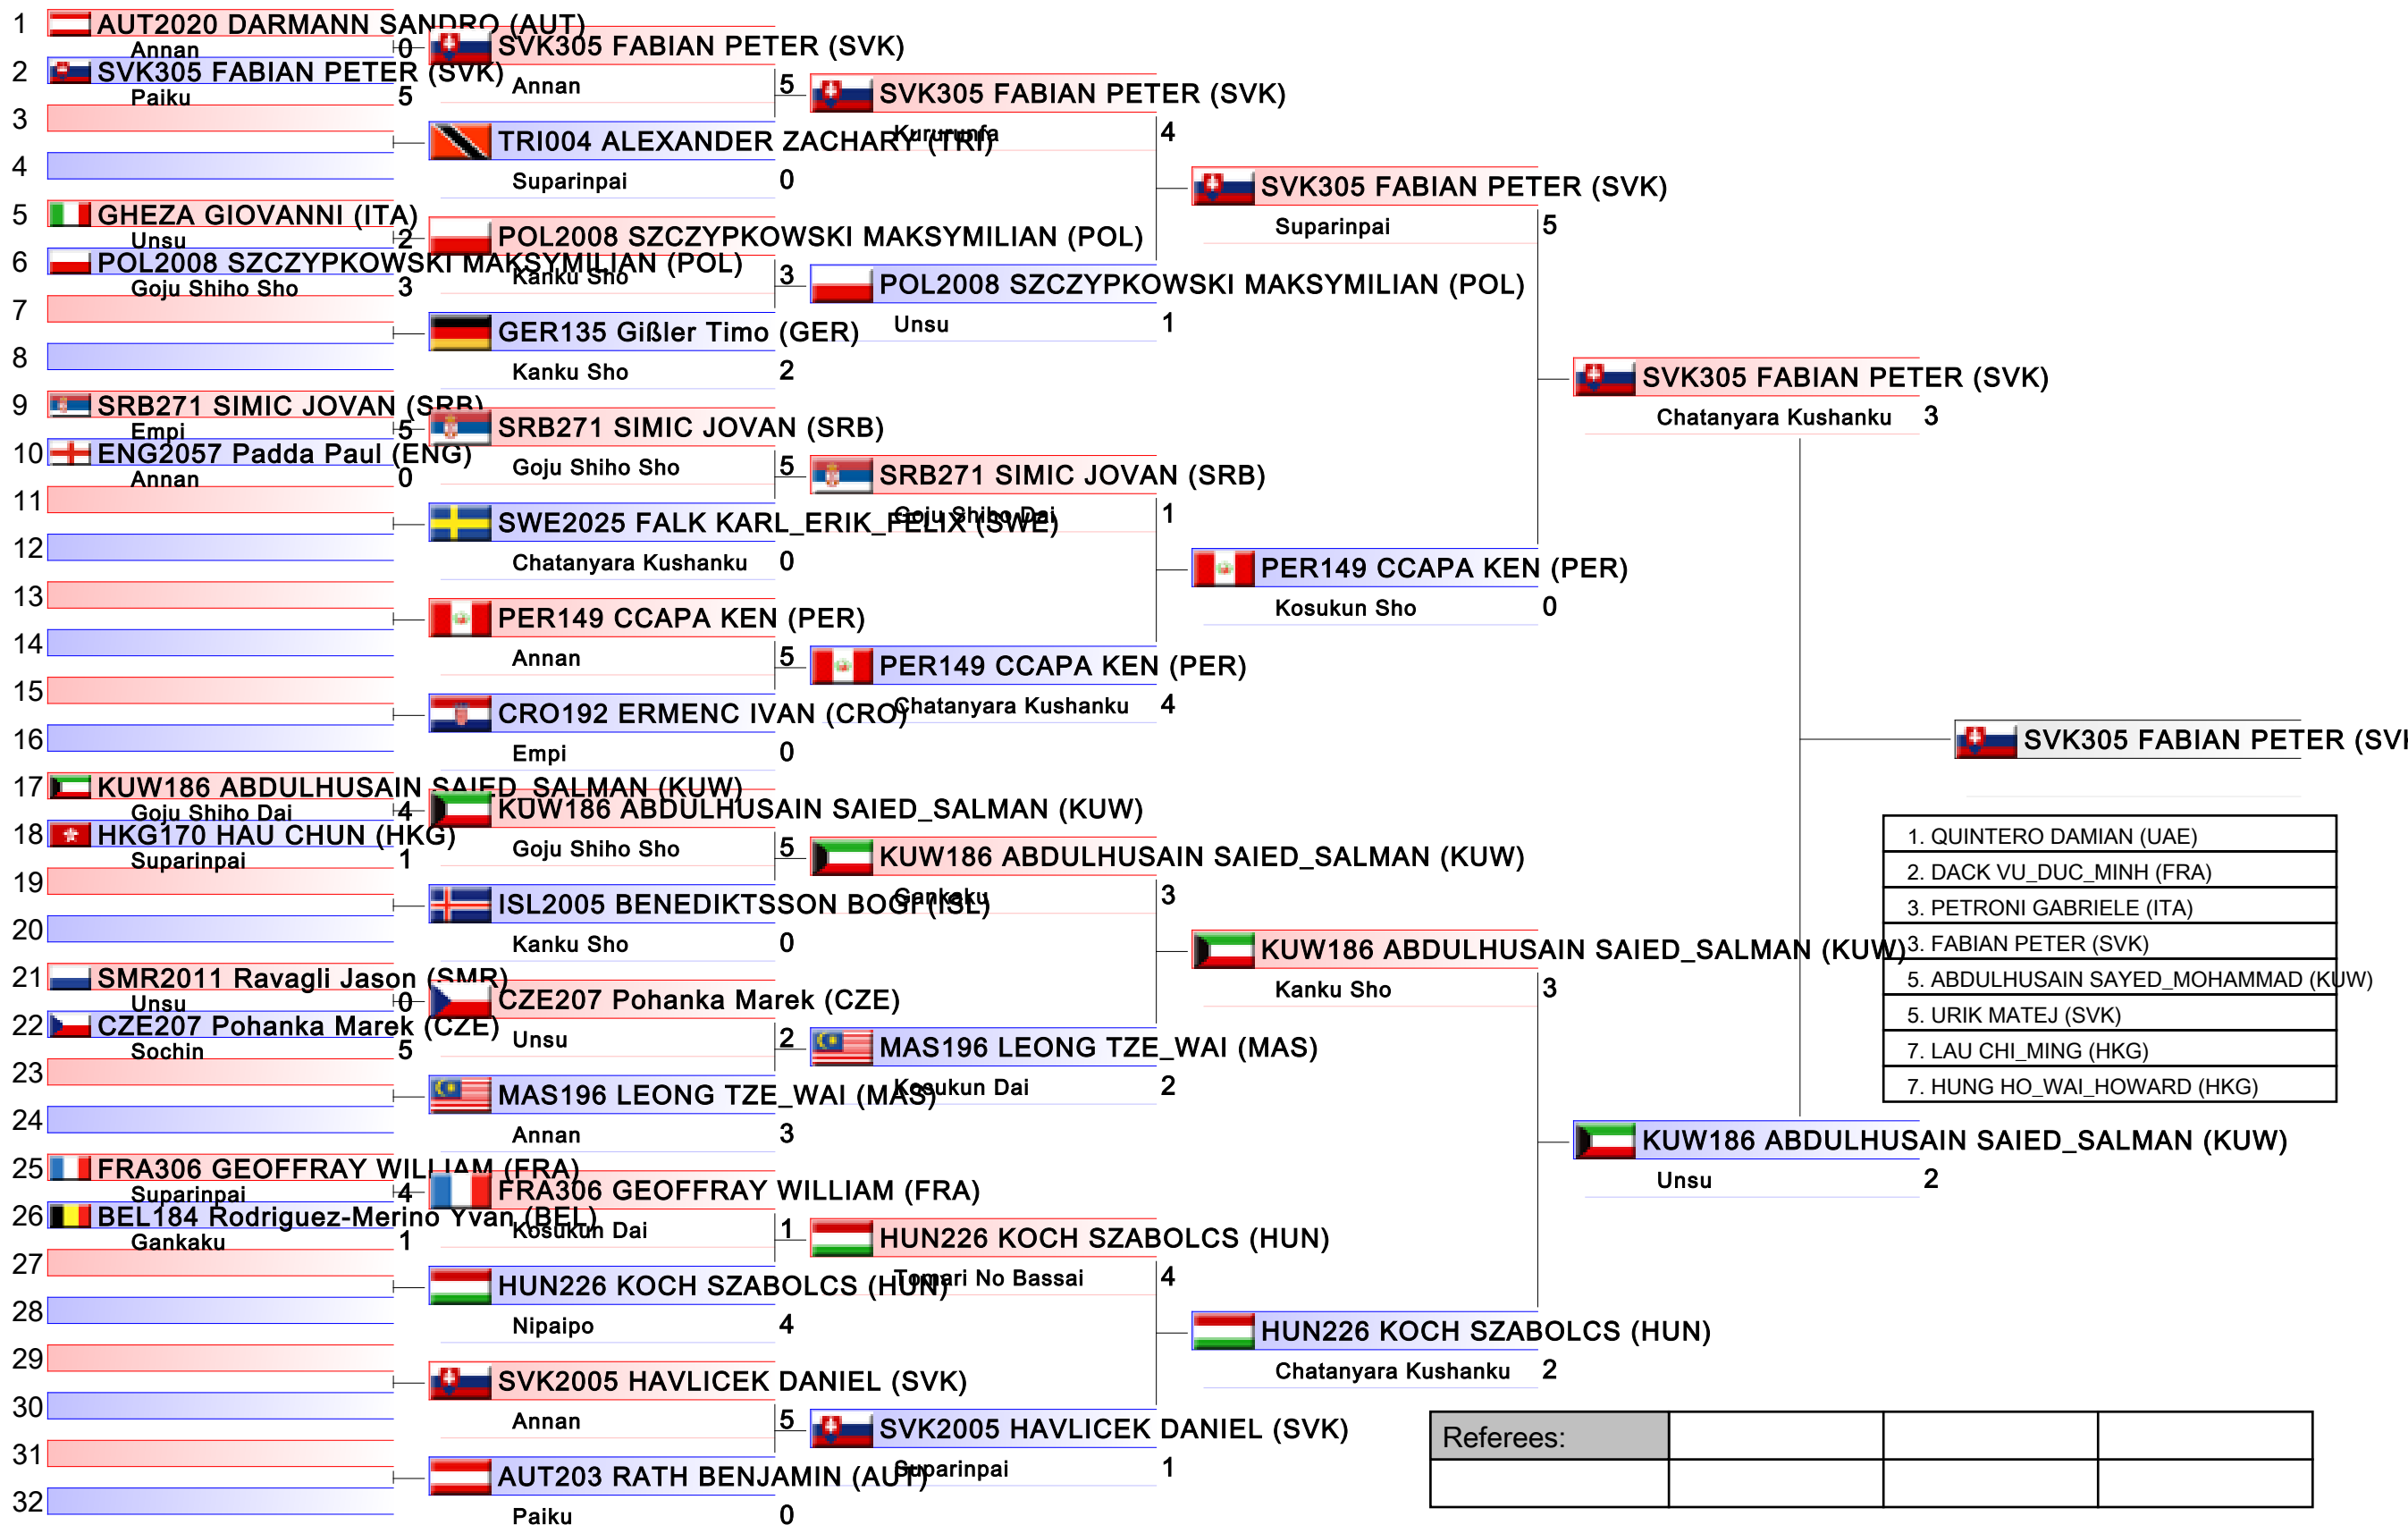 1 AUT2020 DARMANN SANDRO (AUT)
Annan 0
2 SVK305 FABIAN PETER (SVK)
Paiku 5
3
4
5 GHEZA GIOVANNI (ITA)
Unsu 2
6 POL2008 SZCZYPKOWSKI MAKSYMILIAN (POL)
Goju Shiho Sho 3
7
8
9 SRB271 SIMIC JOVAN (SRB)
Empi 5
10 ENG2057 Padda Paul (ENG)
Annan 0
11
12
13
14
15
16
17 KUW186 ABDULHUSAIN SAIED_SALMAN (KUW)
Goju Shiho Dai 4
18 HKG170 HAU CHUN (HKG)
Suparinpai 1
19
20
21 SMR2011 Ravagli Jason (SMR)
Unsu 0
22 CZE207 Pohanka Marek (CZE)
Sochin 5
23
24
25 FRA306 GEOFFRAY WILLIAM (FRA)
Suparinpai 4
26 BEL184 Rodriguez-Merino Yvan (BEL)
Gankaku 1
27
28
29
30
31
32
SVK305 FABIAN PETER (SVK)
Annan 5
TRI004 ALEXANDER ZACHARY (TRI)
Suparinpai 0
POL2008 SZCZYPKOWSKI MAKSYMILIAN (POL)
Kanku Sho 3
GER135 Gißler Timo (GER)
Kanku Sho 2
SRB271 SIMIC JOVAN (SRB)
Goju Shiho Sho 5
SWE2025 FALK KARL_ERIK_FELIX (SWE)
Chatanyara Kushanku 0
PER149 CCAPA KEN (PER)
Annan 5
CRO192 ERMENC IVAN (CRO)
Empi 0
KUW186 ABDULHUSAIN SAIED_SALMAN (KUW)
Goju Shiho Sho 5
ISL2005 BENEDIKTSSON BOGI (ISL)
Kanku Sho 0
CZE207 Pohanka Marek (CZE)
Unsu 2
MAS196 LEONG TZE_WAI (MAS)
Annan 3
FRA306 GEOFFRAY WILLIAM (FRA)
Kosukun Dai 1
HUN226 KOCH SZABOLCS (HUN)
Nipaipo 4
SVK2005 HAVLICEK DANIEL (SVK)
Annan 5
AUT203 RATH BENJAMIN (AUT)
Paiku 0
SVK305 FABIAN PETER (SVK)
Kururunfa 4
POL2008 SZCZYPKOWSKI MAKSYMILIAN (POL)
Unsu 1
SRB271 SIMIC JOVAN (SRB)
Goju Shiho Dai 1
PER149 CCAPA KEN (PER)
Chatanyara Kushanku 4
KUW186 ABDULHUSAIN SAIED_SALMAN (KUW)
Gankaku 3
MAS196 LEONG TZE_WAI (MAS)
Kosukun Dai 2
HUN226 KOCH SZABOLCS (HUN)
Tomari No Bassai 4
SVK2005 HAVLICEK DANIEL (SVK)
Suparinpai 1
SVK305 FABIAN PETER (SVK)
Suparinpai 5
PER149 CCAPA KEN (PER)
Kosukun Sho 0
KUW186 ABDULHUSAIN SAIED_SALMAN (KUW)
Kanku Sho 3
HUN226 KOCH SZABOLCS (HUN)
Chatanyara Kushanku 2
SVK305 FABIAN PETER (SVK)
Chatanyara Kushanku 3
KUW186 ABDULHUSAIN SAIED_SALMAN (KUW)
Unsu 2
SVK305 FABIAN PETER (SV
1. QUINTERO DAMIAN (UAE)
2. DACK VU_DUC_MINH (FRA)
3. PETRONI GABRIELE (ITA)
3. FABIAN PETER (SVK)
5. ABDULHUSAIN SAYED_MOHAMMAD (KUW)
5. URIK MATEJ (SVK)
7. LAU CHI_MING (HKG)
7. HUNG HO_WAI_HOWARD (HKG)
Referees: